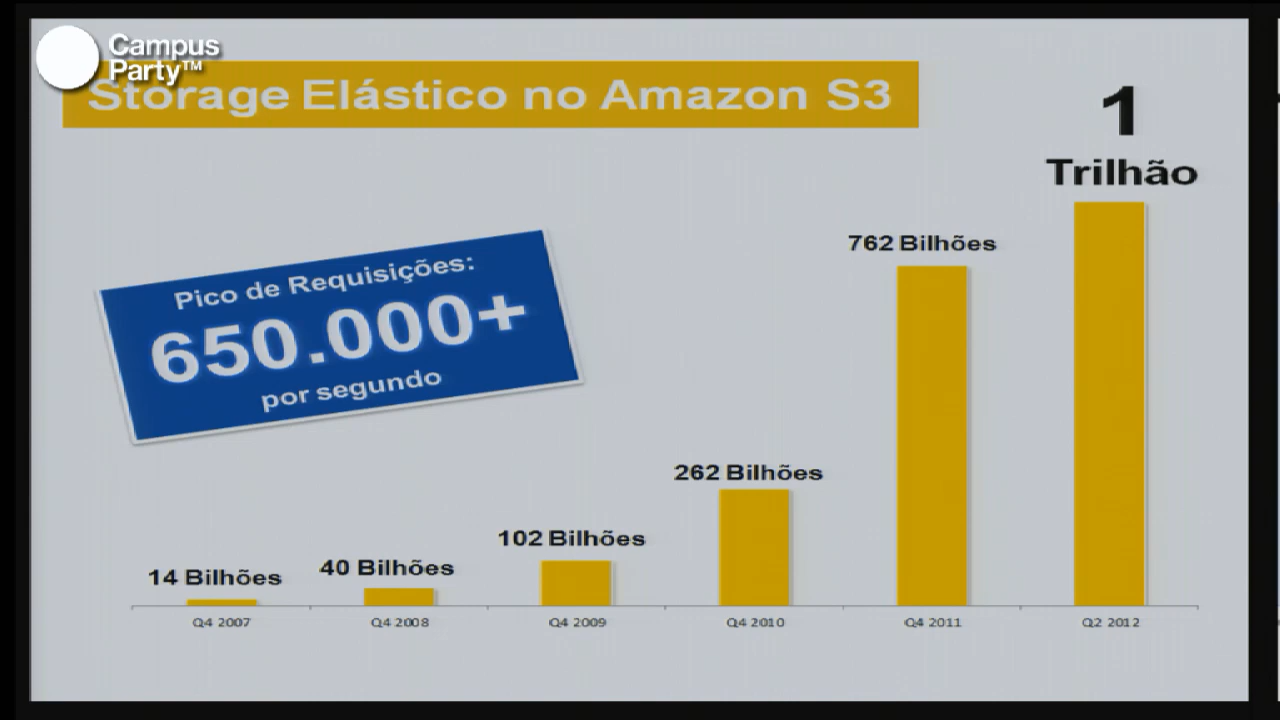 Campus
Party™
Storage Elástico no Amazon S3
1
Trilhão
762 Bilhões
Pico de Requisições:
650.000+
por segundo
262 Bilhões
102 Bilhões
40 Bilhões
14 Bilhões
Q4 2007
Q4 2008
Q4 2009
Q4 2010
Q4 2011
Q2 2012